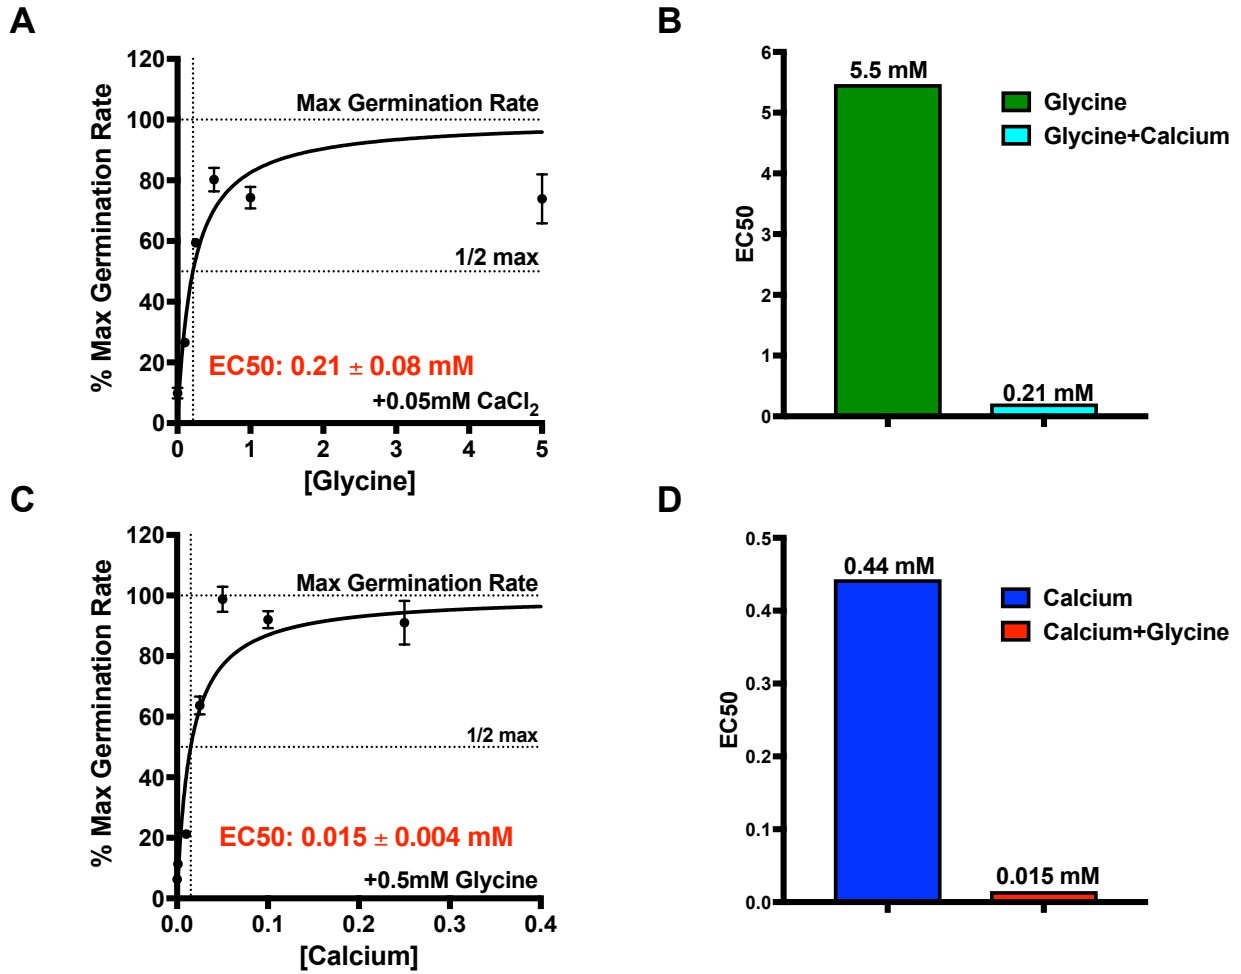 A
% Max Germination Rate
120
100
80
60
40
20
0
Max Germination Rate
1/2 max
EC50: 0.21 ± 0.08 mM
+0.05mM CaCl₂
0 1 2 3 4 5
[Glycine]
B
EC50
6
5
4
3
2
1
0
5.5 mM
0.21 mM
Glycine
Glycine+Calcium
C
% Max Germination Rate
120
100
80
60
40
20
0
Max Germination Rate
1/2 max
EC50: 0.015 ± 0.004 mM
+0.5mM Glycine
0.0 0.1 0.2 0.3 0.4
[Calcium]
D
EC50
0.5
0.4
0.3
0.2
0.1
0.0
0.44 mM
0.015 mM
Calcium
Calcium+Glycine